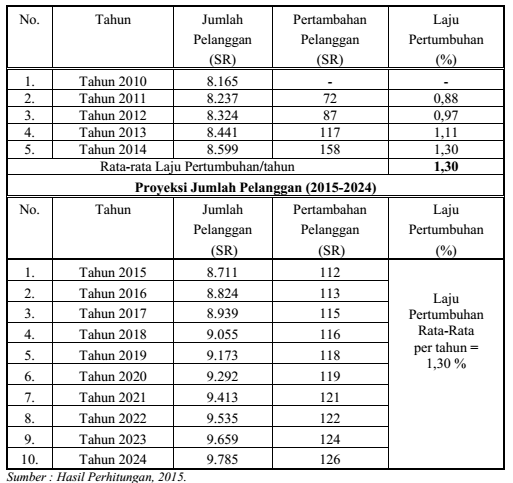 No. Tahun Jumlah Pelanggan (SR) Pertambahan Pelanggan (SR) Laju Pertumbuhan (%)
1. Tahun 2010 8.165 - -
2. Tahun 2011 8.237 72 0,88
3. Tahun 2012 8.324 87 0,97
4. Tahun 2013 8.441 117 1,11
5. Tahun 2014 8.599 158 1,30
Rata-rata Laju Pertumbuhan/tahun 1,30
Proyeksi Jumlah Pelanggan (2015-2024)
No. Tahun Jumlah Pelanggan (SR) Pertambahan Pelanggan (SR) Laju Pertumbuhan (%)
1. Tahun 2015 8.711 112
2. Tahun 2016 8.824 113
3. Tahun 2017 8.939 115
4. Tahun 2018 9.055 116
5. Tahun 2019 9.173 118
6. Tahun 2020 9.292 119
7. Tahun 2021 9.413 121
8. Tahun 2022 9.535 122
9. Tahun 2023 9.659 124
10. Tahun 2024 9.785 126
Laju
Pertumbuhan
Rata-Rata
per tahun =
1,30 %
Sumber : Hasil Perhitungan, 2015.